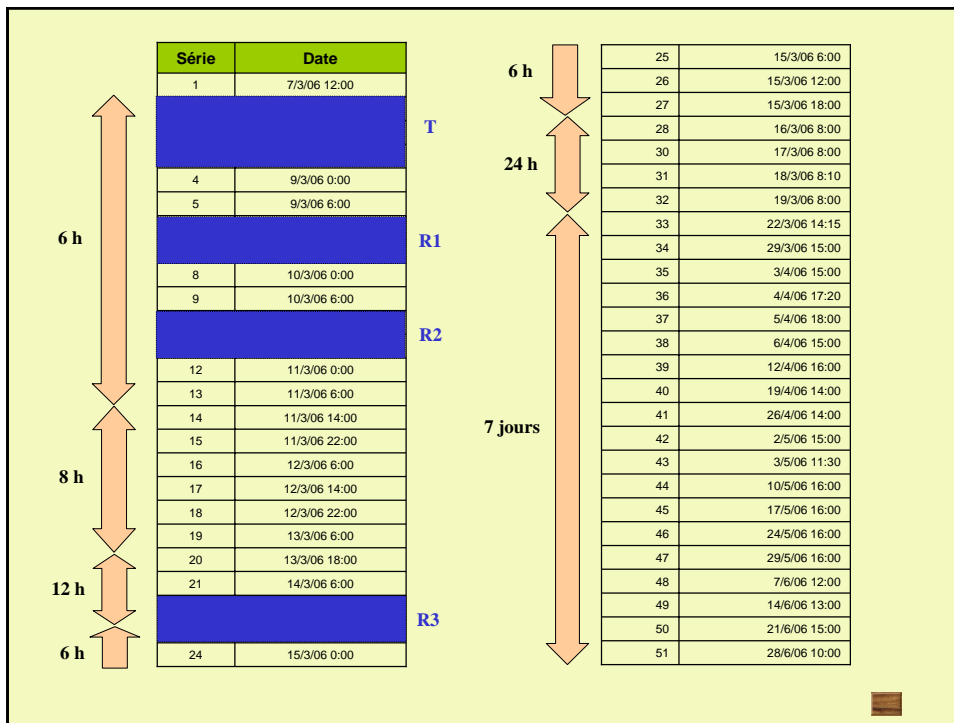 Série Date
1 7/3/06 12:00
T
4 9/3/06 0:00
5 9/3/06 6:00
6 h
R1
8 10/3/06 0:00
9 10/3/06 6:00
R2
12 11/3/06 0:00
13 11/3/06 6:00
14 11/3/06 14:00
15 11/3/06 22:00
16 12/3/06 6:00
8 h
17 12/3/06 14:00
18 12/3/06 22:00
19 13/3/06 6:00
20 13/3/06 18:00
12 h
21 14/3/06 6:00
R3
6 h
24 15/3/06 0:00
25 15/3/06 6:00
6 h
26 15/3/06 12:00
27 15/3/06 18:00
28 16/3/06 8:00
30 17/3/06 8:00
24 h
31 18/3/06 8:10
32 19/3/06 8:00
33 22/3/06 14:15
34 29/3/06 15:00
35 3/4/06 15:00
36 4/4/06 17:20
37 5/4/06 18:00
38 6/4/06 15:00
39 12/4/06 16:00
40 19/4/06 14:00
41 26/4/06 14:00
7 jours
42 2/5/06 15:00
43 3/5/06 11:30
44 10/5/06 16:00
45 17/5/06 16:00
46 24/5/06 16:00
47 29/5/06 16:00
48 7/6/06 12:00
49 14/6/06 13:00
50 21/6/06 15:00
51 28/6/06 10:00